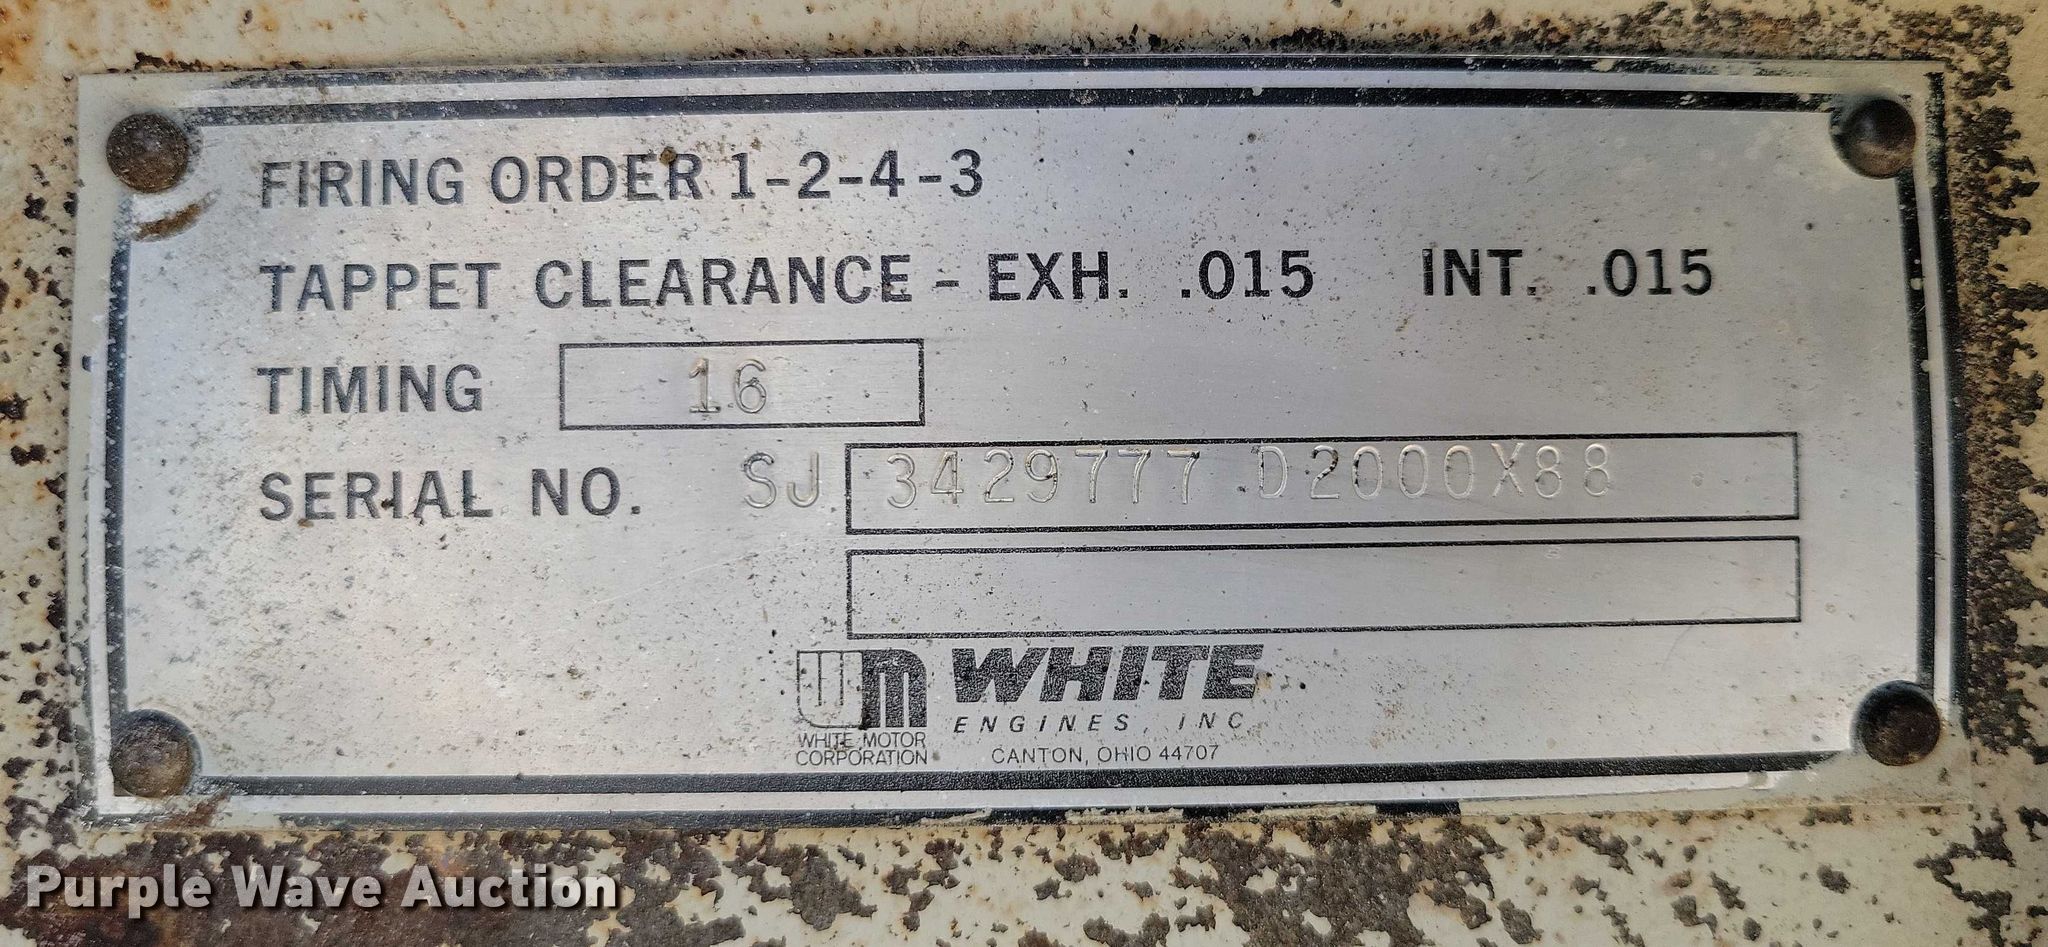 FIRING ORDER 1-2-4-3
TAPPET CLEARANCE - EXH. .015 INT. .015
TIMING 16
SERIAL NO. SJ 3429777 D2000X88
WM WHITE
ENGINES, INC
WHITE MOTOR
CORPORATION
CANTON, OHIO 44707
Purple Wave Auction